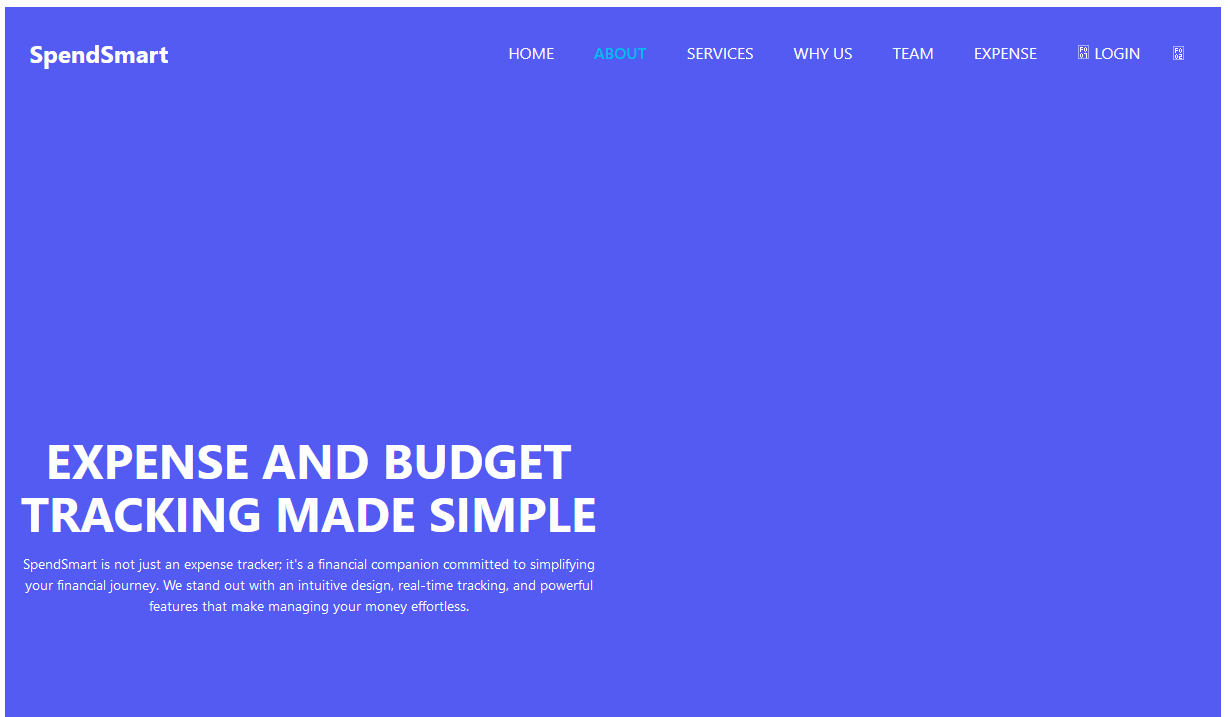 SpendSmart
HOME ABOUT SERVICES WHY US TEAM EXPENSE LOGIN
EXPENSE AND BUDGET
TRACKING MADE SIMPLE
SpendSmart is not just an expense tracker; it's a financial companion committed to simplifying
your financial journey. We stand out with an intuitive design, real-time tracking, and powerful
features that make managing your money effortless.